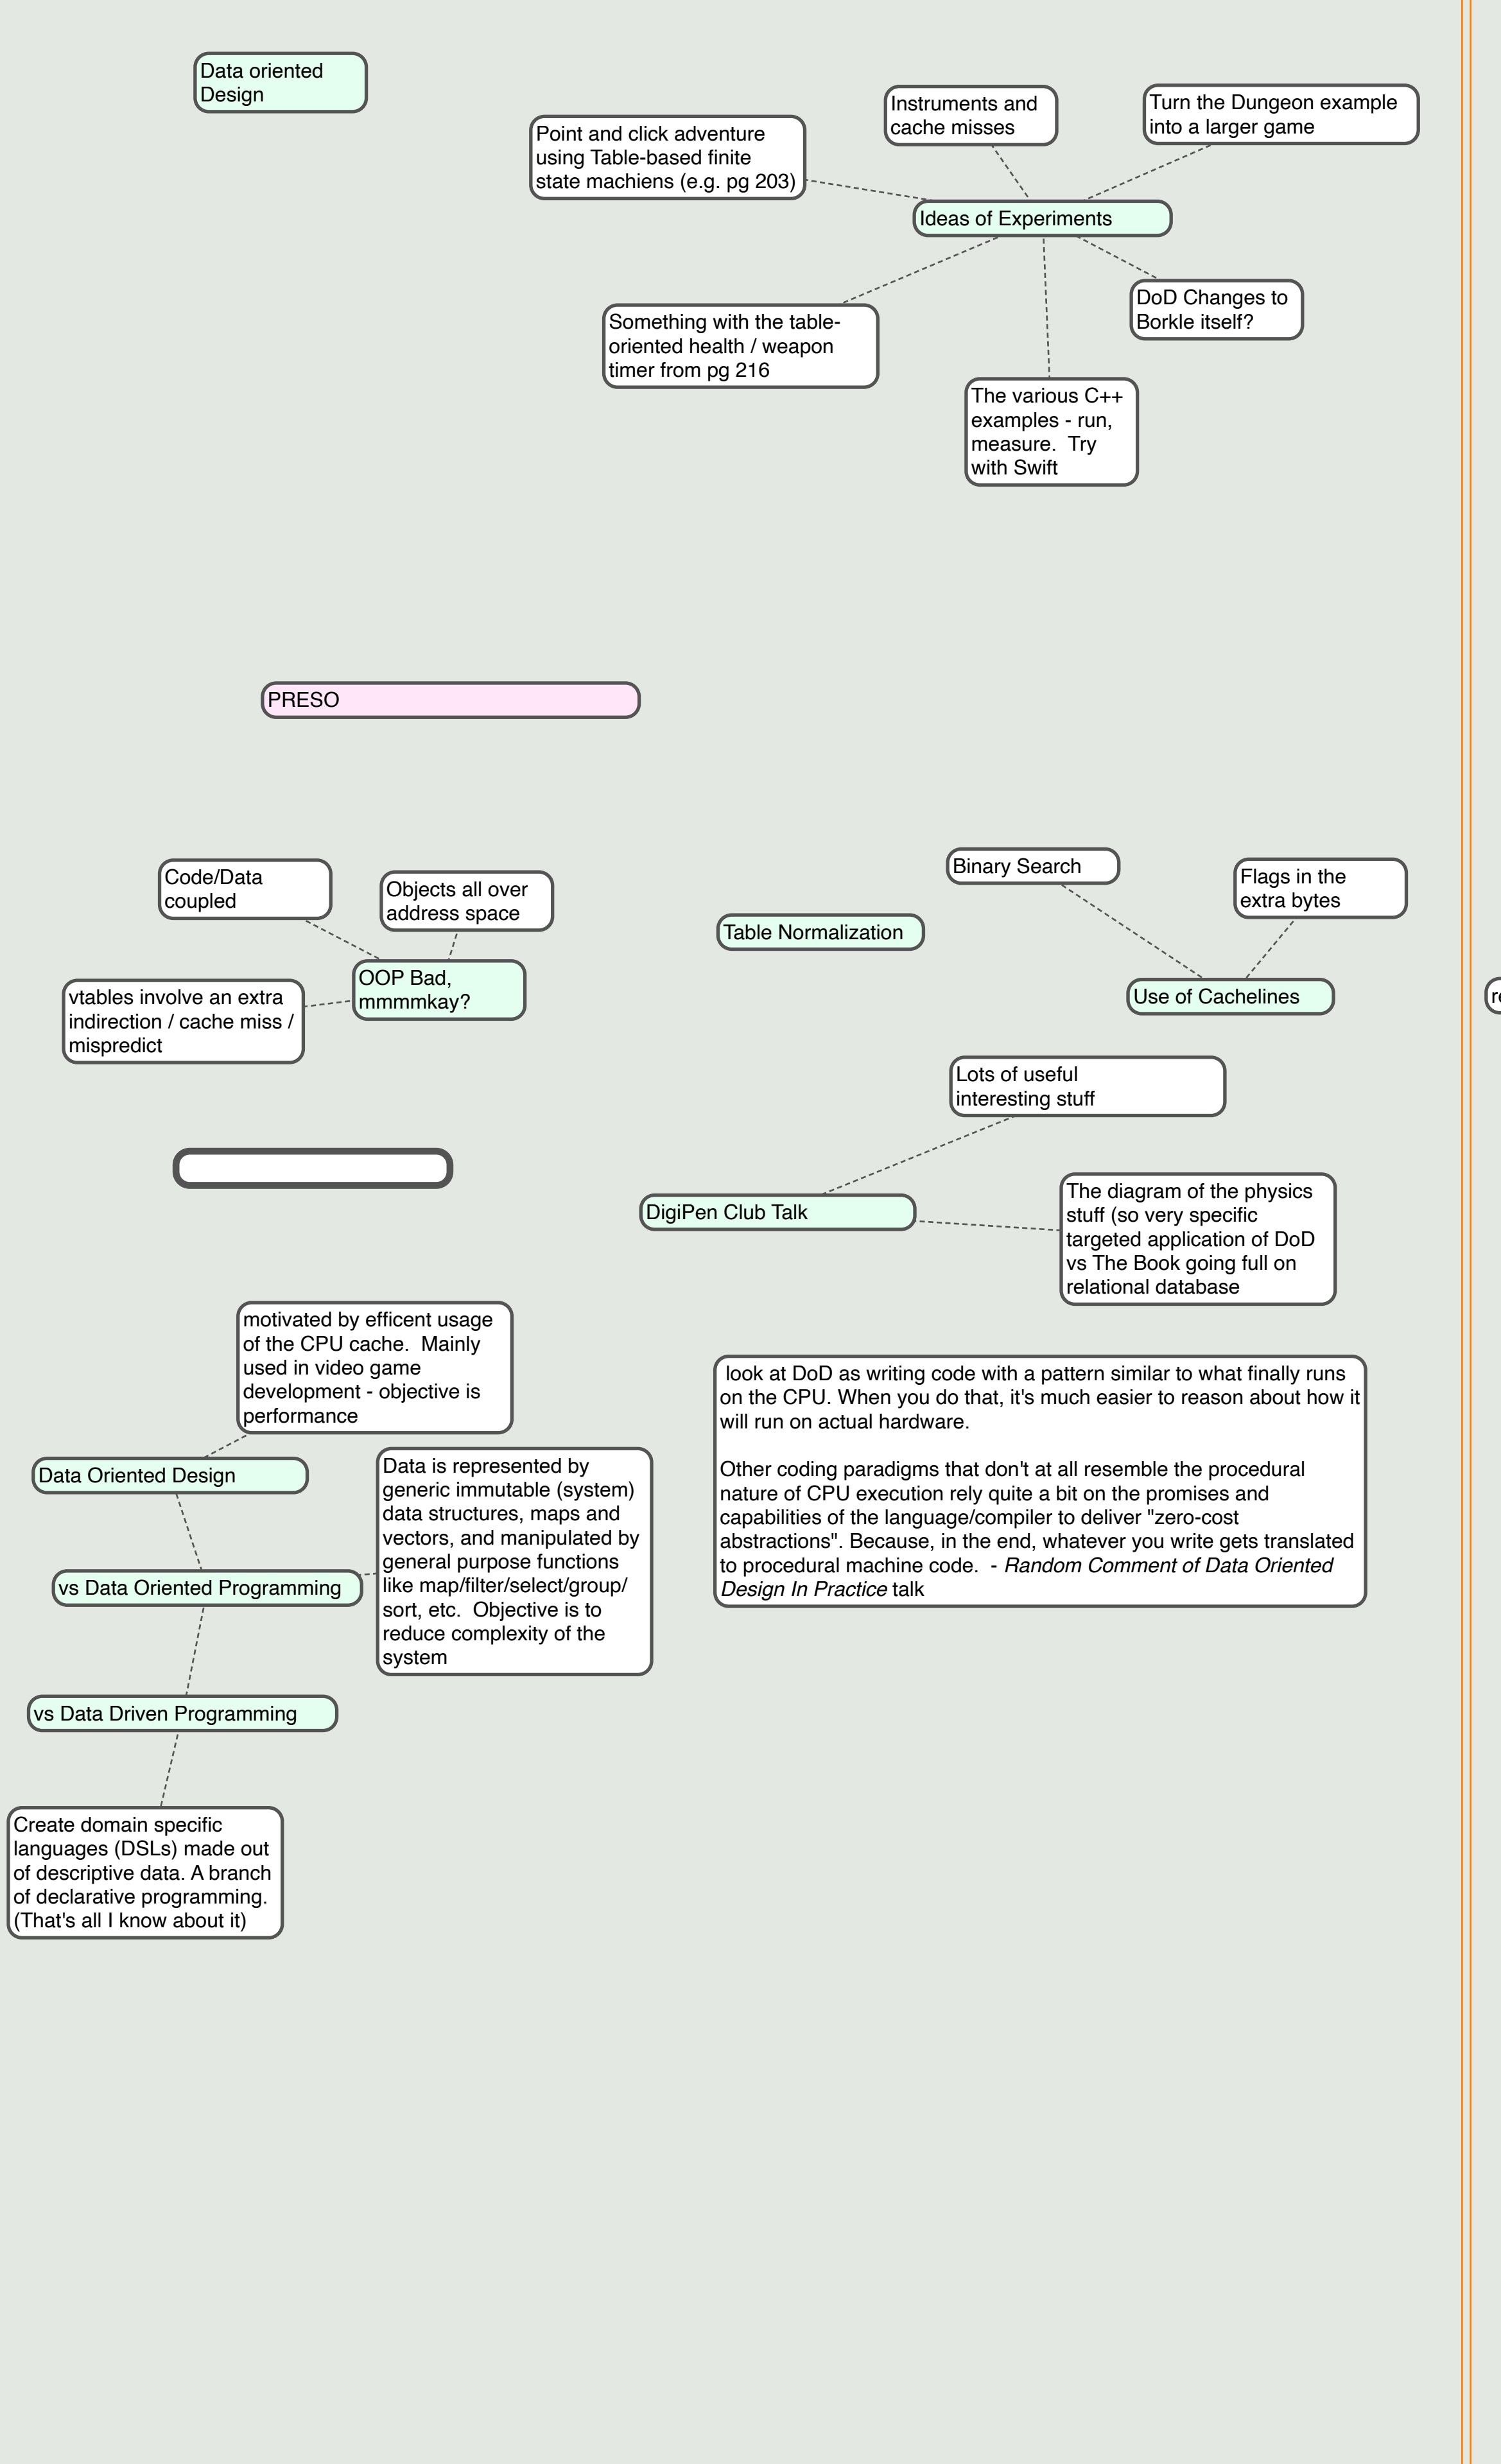 Data oriented
Design
Instruments and
cache misses
Turn the Dungeon example
into a larger game
Point and click adventure
using Table-based finite
state machiens (e.g. pg 203)
Ideas of Experiments
Something with the table-
oriented health / weapon
timer from pg 216
DoD Changes to
Borkle itself?
The various C++
examples - run,
measure.  Try
with Swift
PRESO
Code/Data
coupled
Objects all over
address space
OOP Bad,
mmmmkay?
vtables involve an extra
indirection / cache miss /
mispredict
Table Normalization
Binary Search
Flags in the
extra bytes
Use of Cachelines
Lots of useful
interesting stuff
DigiPen Club Talk
The diagram of the physics
stuff (so very specific
targeted application of DoD
vs The Book going full on
relational database
motivated by efficent usage
of the CPU cache.  Mainly
used in video game
development - objective is
performance
Data Oriented Design
Data is represented by
generic immutable (system)
data structures, maps and
vectors, and manipulated by
general purpose functions
like map/filter/select/group/
sort, etc.  Objective is to
reduce complexity of the
system
vs Data Oriented Programming
vs Data Driven Programming
Create domain specific
languages (DSLs) made out
of descriptive data. A branch
of declarative programming.
(That's all I know about it)
look at DoD as writing code with a pattern similar to what finally runs
on the CPU. When you do that, it's much easier to reason about how it
will run on actual hardware.
Other coding paradigms that don't at all resemble the procedural
nature of CPU execution rely quite a bit on the promises and
capabilities of the language/compiler to deliver "zero-cost
abstractions". Because, in the end, whatever you write gets translated
to procedural machine code.  - Random Comment of Data Oriented
Design In Practice talk